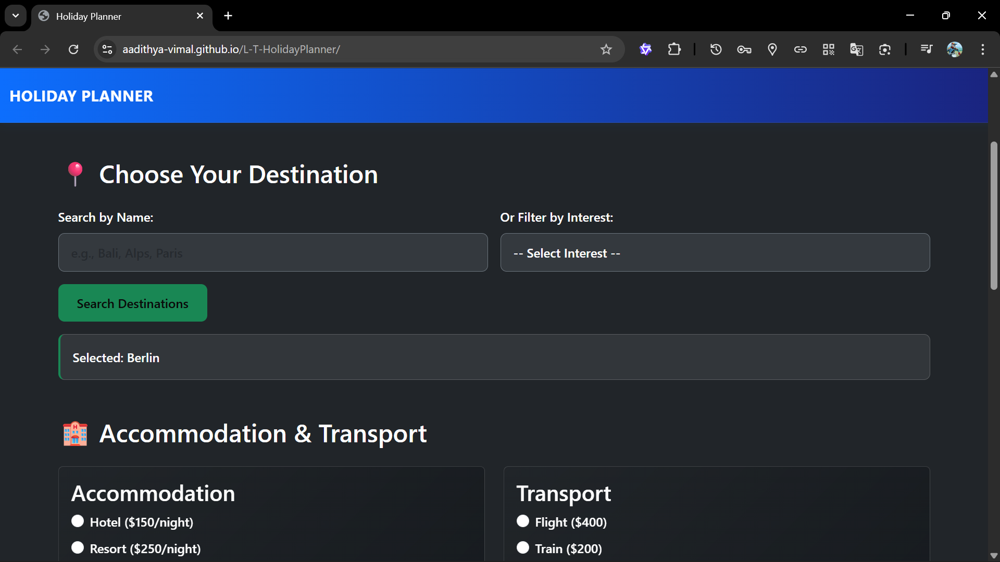 Holiday Planner
aadithya-vimal.github.io/L-T-HolidayPlanner/
HOLIDAY PLANNER
Choose Your Destination
Search by Name:
Or Filter by Interest:
e.g., Bali, Alps, Paris
-- Select Interest --
Search Destinations
Selected: Berlin
Accommodation & Transport
Accommodation
Hotel ($150/night)
Resort ($250/night)
Transport
Flight ($400)
Train ($200)